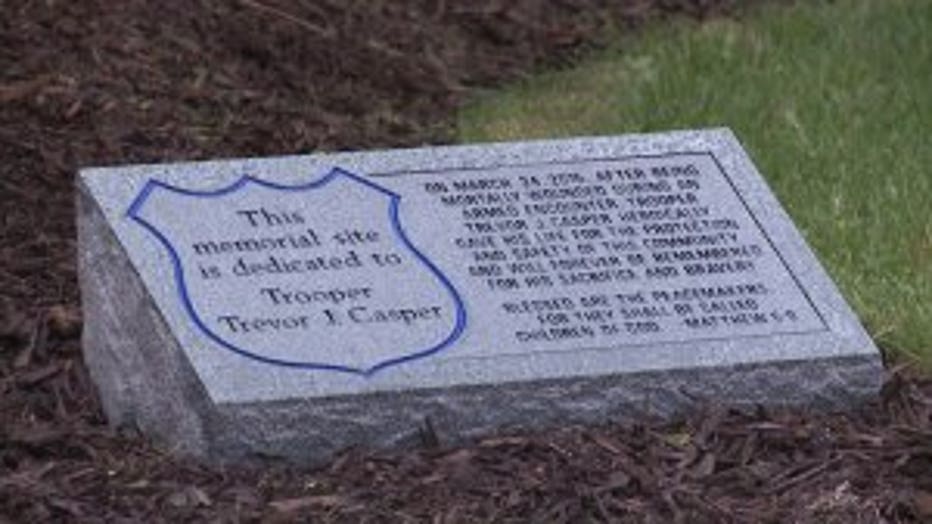 This
memorial site
is dedicated to
Trooper
Trevor J. Casper
ON MARCH 24, 2015, AFTER BEING
MORTALLY WOUNDED DURING AN
ARMED ENCOUNTER TROOPER
TREVOR J. CASPER HEROICALLY
GAVE HIS LIFE FOR THE PROTECTION
AND SAFETY OF THIS COMMUNITY
AND WILL FOREVER BE REMEMBERED
FOR HIS SACRIFICE AND BRAVERY
BLESSED ARE THE PEACEMAKERS
FOR THEY SHALL BE CALLED
CHILDREN OF GOD. MATTHEW 5:9